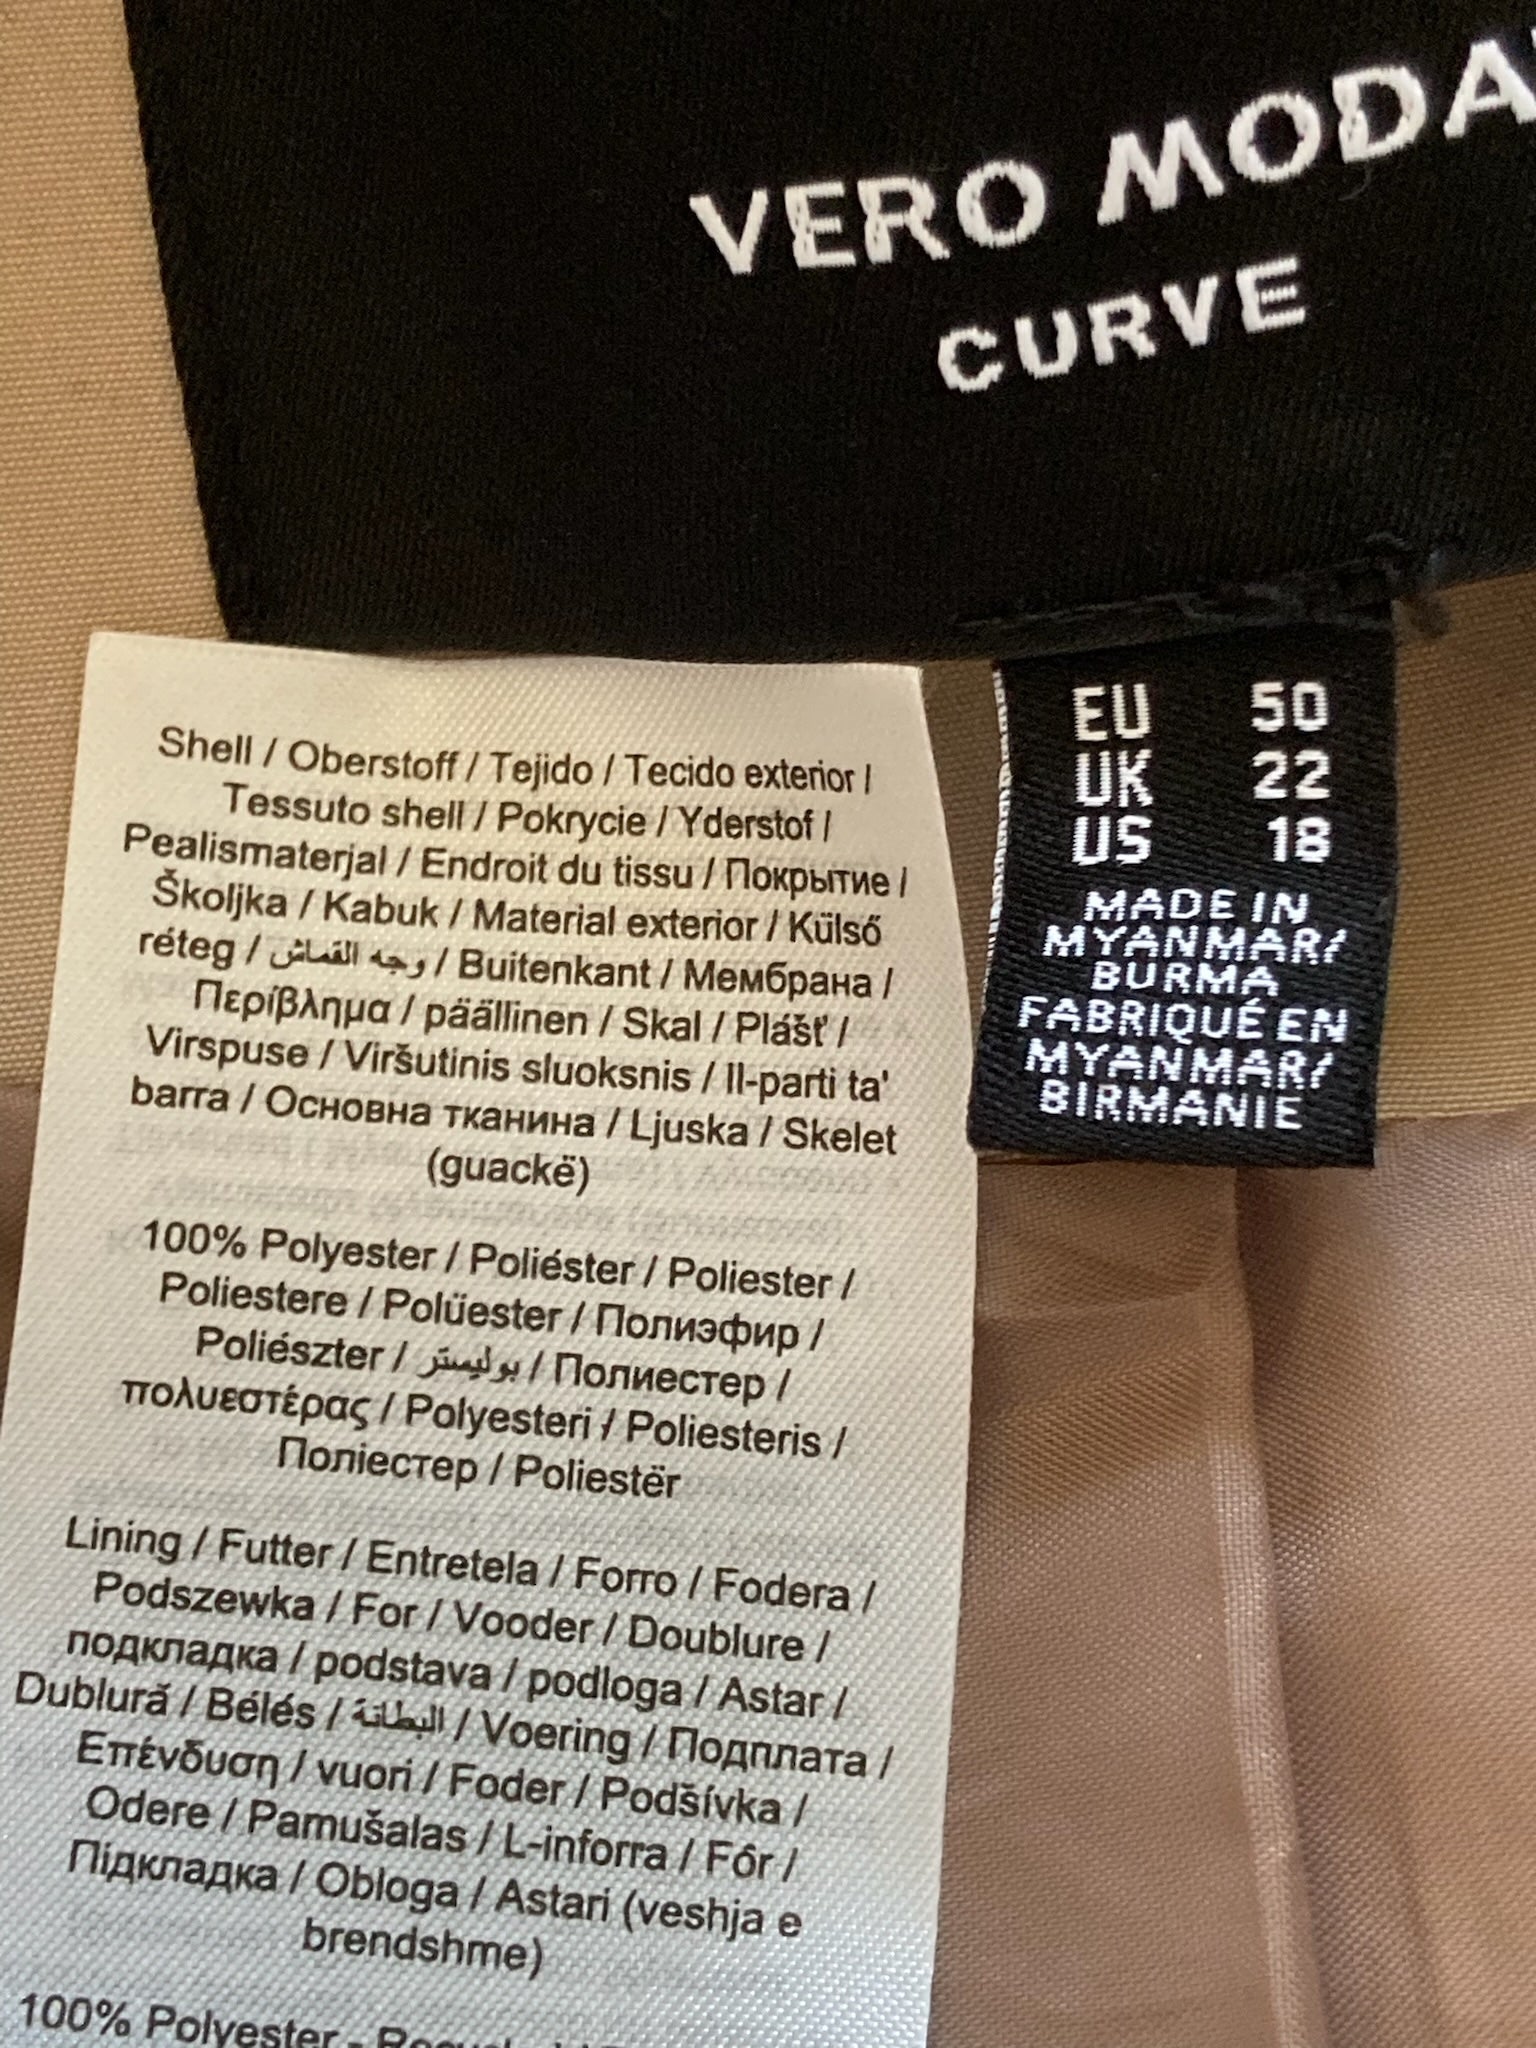 VERO MODA
CURVE
EU 50
UK 22
US 18
MADE IN
MYANMAR/
BURMA
FABRIQUÉ EN
MYANMAR/
BIRMANIE
Shell / Oberstoff / Tejido / Tecido exterior /
Tessuto shell / Pokrycie / Yderstof /
Pealismaterjal / Endroit du tissu / Покрытие /
Školjka / Kabuk / Material exterior / Külső
réteg / وجه القماش / Buitenkant / Мембрана /
Περίβλημα / päällinen / Skal / Plášť /
Virspuse / Viršutinis sluoksnis / Il-parti ta'
barra / Основна тканина / Ljuska / Skelet
(guackë)
100% Polyester / Poliéster / Poliester /
Poliestere / Polüester / Полиэфир /
Poliészter / بوليستر / Полиестер /
πολυεστέρας / Polyesteri / Poliesteris /
Поліестер / Poliestër
Lining / Futter / Entretela / Forro / Fodera /
Podszewka / For / Vooder / Doublure /
подкладка / podstava / podloga / Astar /
Dublură / Bélés / البطانة / Voering / Подплата /
Επένδυση / vuori / Foder / Podšívka /
Odere / Pamušalas / L-inforra / Fôr /
Підкладка / Obloga / Astari (veshja e
brendshme)
100% Polyester -